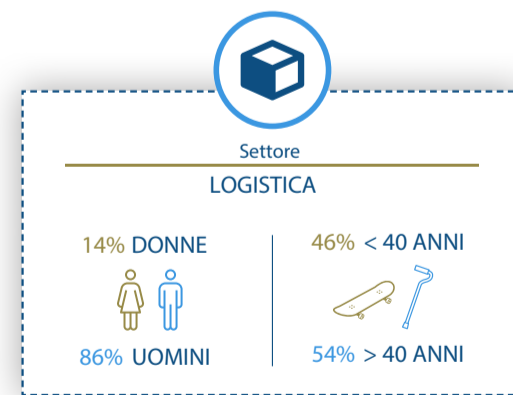 Settore
LOGISTICA
14% DONNE
86% UOMINI
46% < 40 ANNI
54% > 40 ANNI